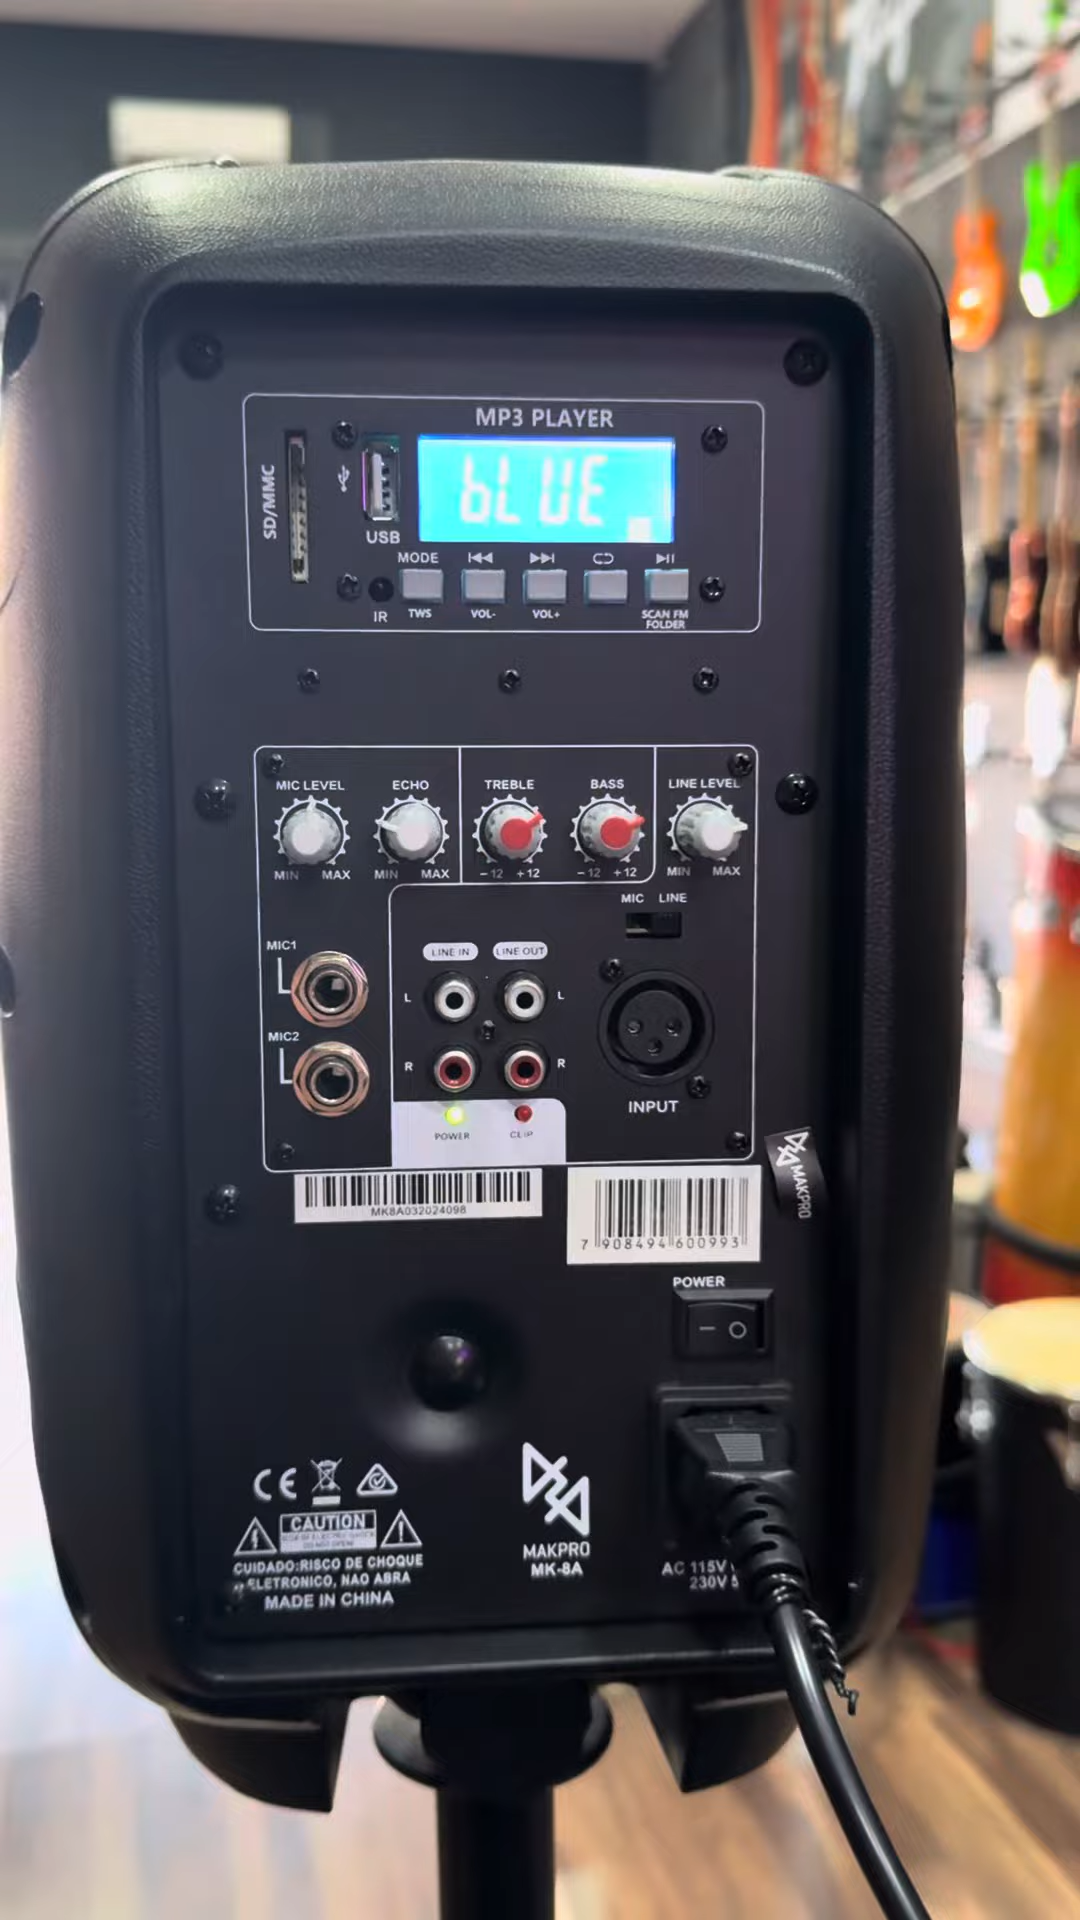 MP3 PLAYER
SD/MMC
bLUE
USB
MODE
IR
TWS
VOL-
VOL+
SCAN FM
FOLDER
MIC LEVEL
ECHO
TREBLE
BASS
LINE LEVEL
MIN MAX
MIN MAX
-12 +12
-12 +12
MIN MAX
MIC LINE
MIC1
LINE IN
LINE OUT
L
L
MIC2
R
R
INPUT
POWER
CLIP
MK8A032024098
7 908494 600993
MAKPRO
POWER
CE
CAUTION
CUIDADO:RISCO DE CHOQUE
ELETRONICO, NAO ABRA
MADE IN CHINA
MAKPRO
MK-8A
AC 115V
230V